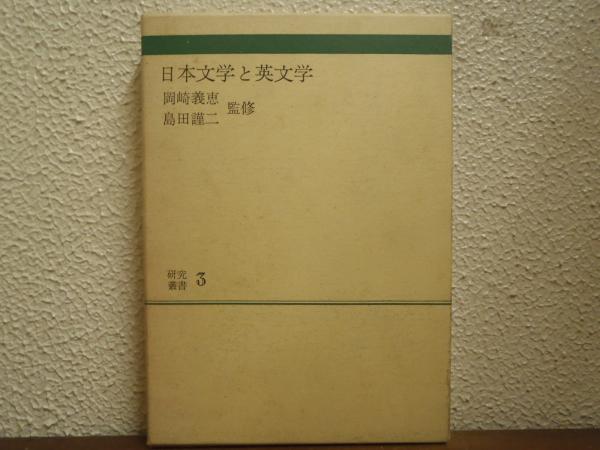 日本文学と英文学
岡崎義恵
島田謹二 監修
研究
叢書 3